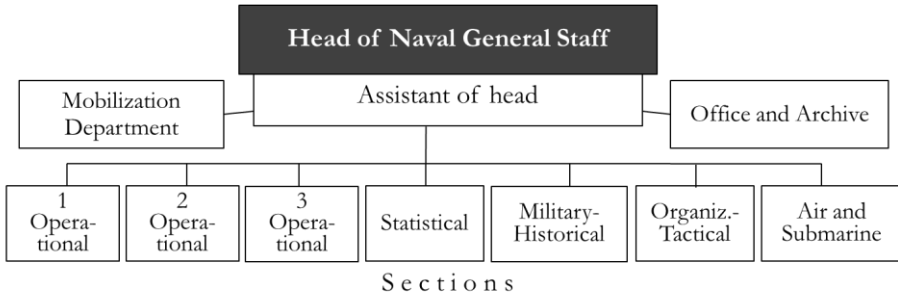 Head of Naval General Staff
Assistant of head
Mobilization
Department
Office and Archive
1
Opera-
tional
2
Opera-
tional
3
Opera-
tional
Statistical
Military-
Historical
Organiz.-
Tactical
Air and
Submarine
Sections